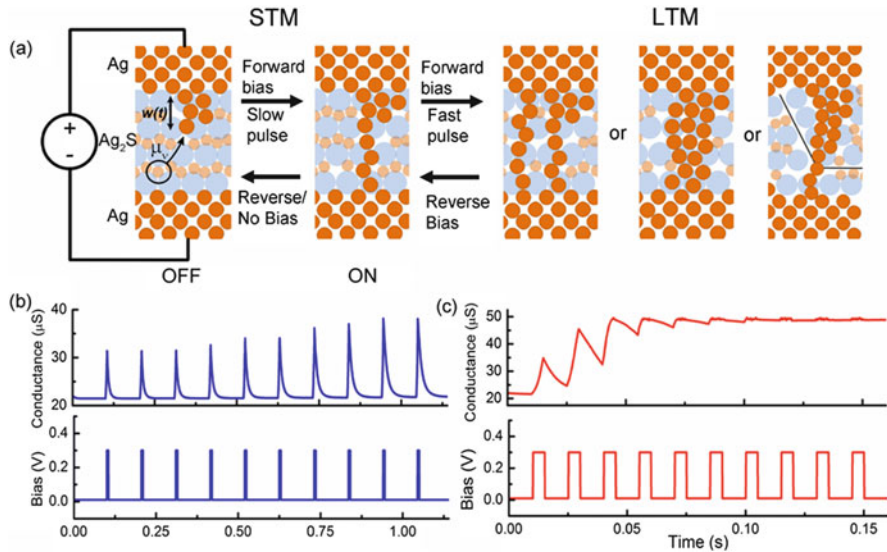 STM
LTM
(a)
Ag
Ag₂S
Ag
+
-
w(t)
μᵥ
Forward
bias
Slow
pulse
Reverse/
No Bias
Forward
bias
Fast
pulse
Reverse
Bias
or
or
OFF
ON
(b)
Conductance (μS)
40
30
20
Bias (V)
0.4
0.2
0.0
0.00 0.25 0.50 0.75 1.00
(c)
Conductance (μS)
50
40
30
20
Bias (V)
0.4
0.2
0.0
0.00 0.05 0.10 0.15
Time (s)